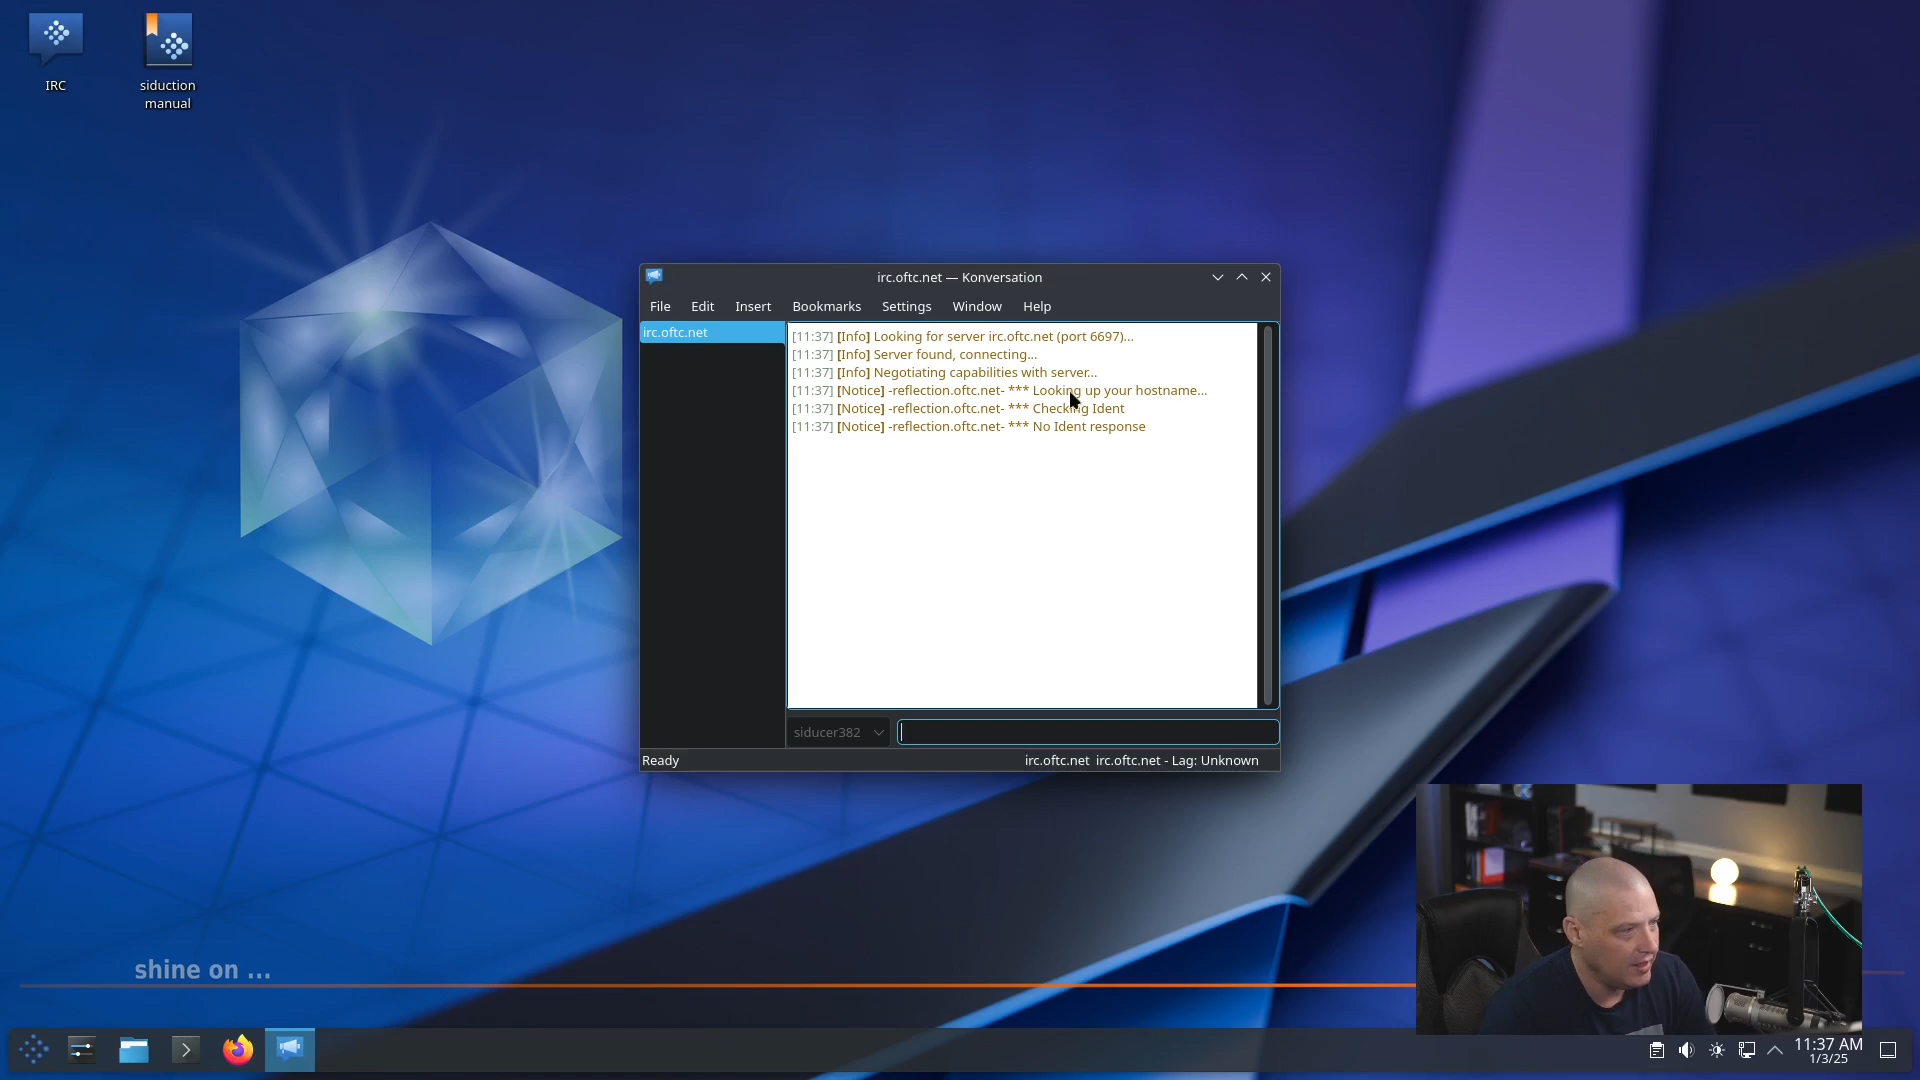 IRC
siduction
manual
irc.oftc.net — Konversation
File Edit Insert Bookmarks Settings Window Help
irc.oftc.net
[11:37] [Info] Looking for server irc.oftc.net (port 6697)...
[11:37] [Info] Server found, connecting...
[11:37] [Info] Negotiating capabilities with server...
[11:37] [Notice] -reflection.oftc.net- *** Looking up your hostname...
[11:37] [Notice] -reflection.oftc.net- *** Checking Ident
[11:37] [Notice] -reflection.oftc.net- *** No Ident response
siducer382
Ready
irc.oftc.net irc.oftc.net - Lag: Unknown
shine on ...
11:37 AM
1/3/25